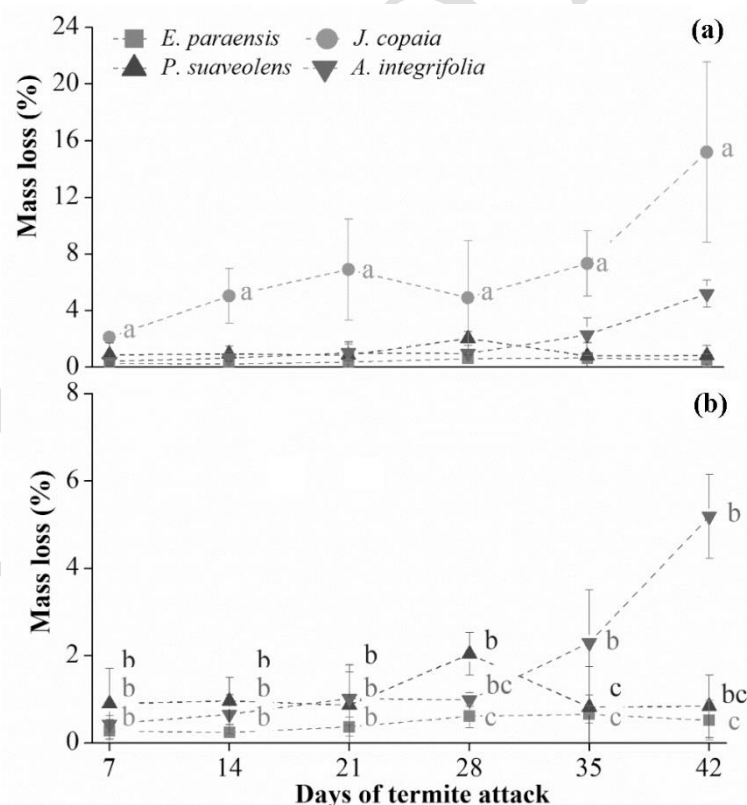 (a)
E. paraensis J. copaia
P. suaveolens A. integrifolia
24
20
16
12
8
4
0
Mass loss (%)
a a a a a a
(b)
8
6
4
2
0
Mass loss (%)
b b b b b b
b b b bc c bc
b b b c c c
7 14 21 28 35 42
Days of termite attack